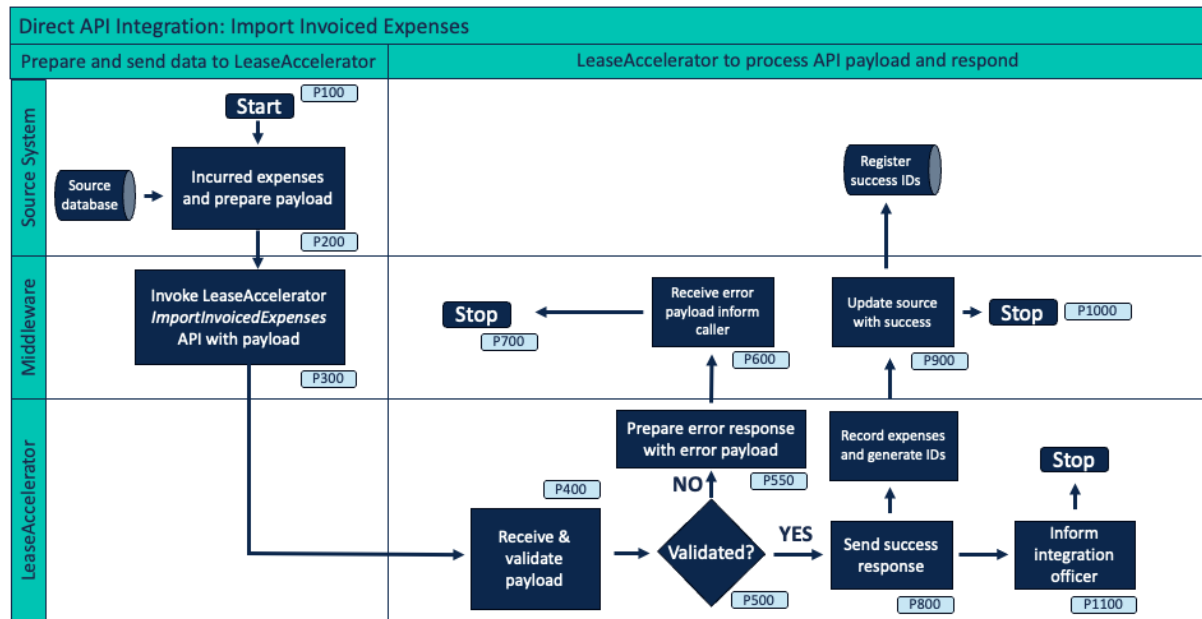 Direct API Integration: Import Invoiced Expenses
Prepare and send data to LeaseAccelerator
LeaseAccelerator to process API payload and respond
Source System
Start
P100
Source
database
Incurred expenses
and prepare payload
P200
Register
success IDs
Middleware
Invoke LeaseAccelerator
ImportInvoicedExpenses
API with payload
P300
Stop
P700
Receive error
payload inform
caller
P600
Update source
with success
P900
Stop
P1000
LeaseAccelerator
Prepare error response
with error payload
P550
Record expenses
and generate IDs
Stop
P400
Receive &
validate
payload
NO
Validated?
P500
YES
Send success
response
P800
Inform
integration
officer
P1100